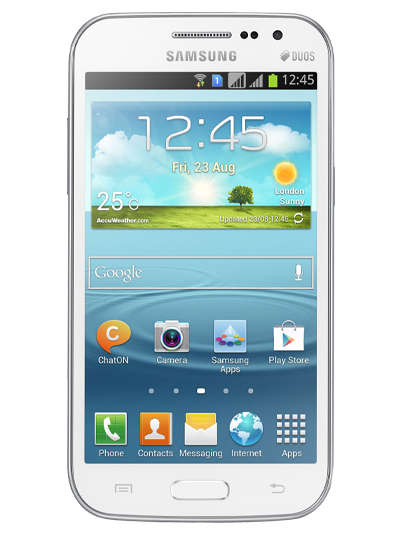 SAMSUNG
DUOS
1 12:45
12:45
Fri, 23 Aug
25°C
London
Sunny
AccuWeather.com
Updated 23/08 12:45
Google
C
ChatON
Camera
Samsung
Apps
Play Store
Phone
Contacts
Messaging
Internet
Apps